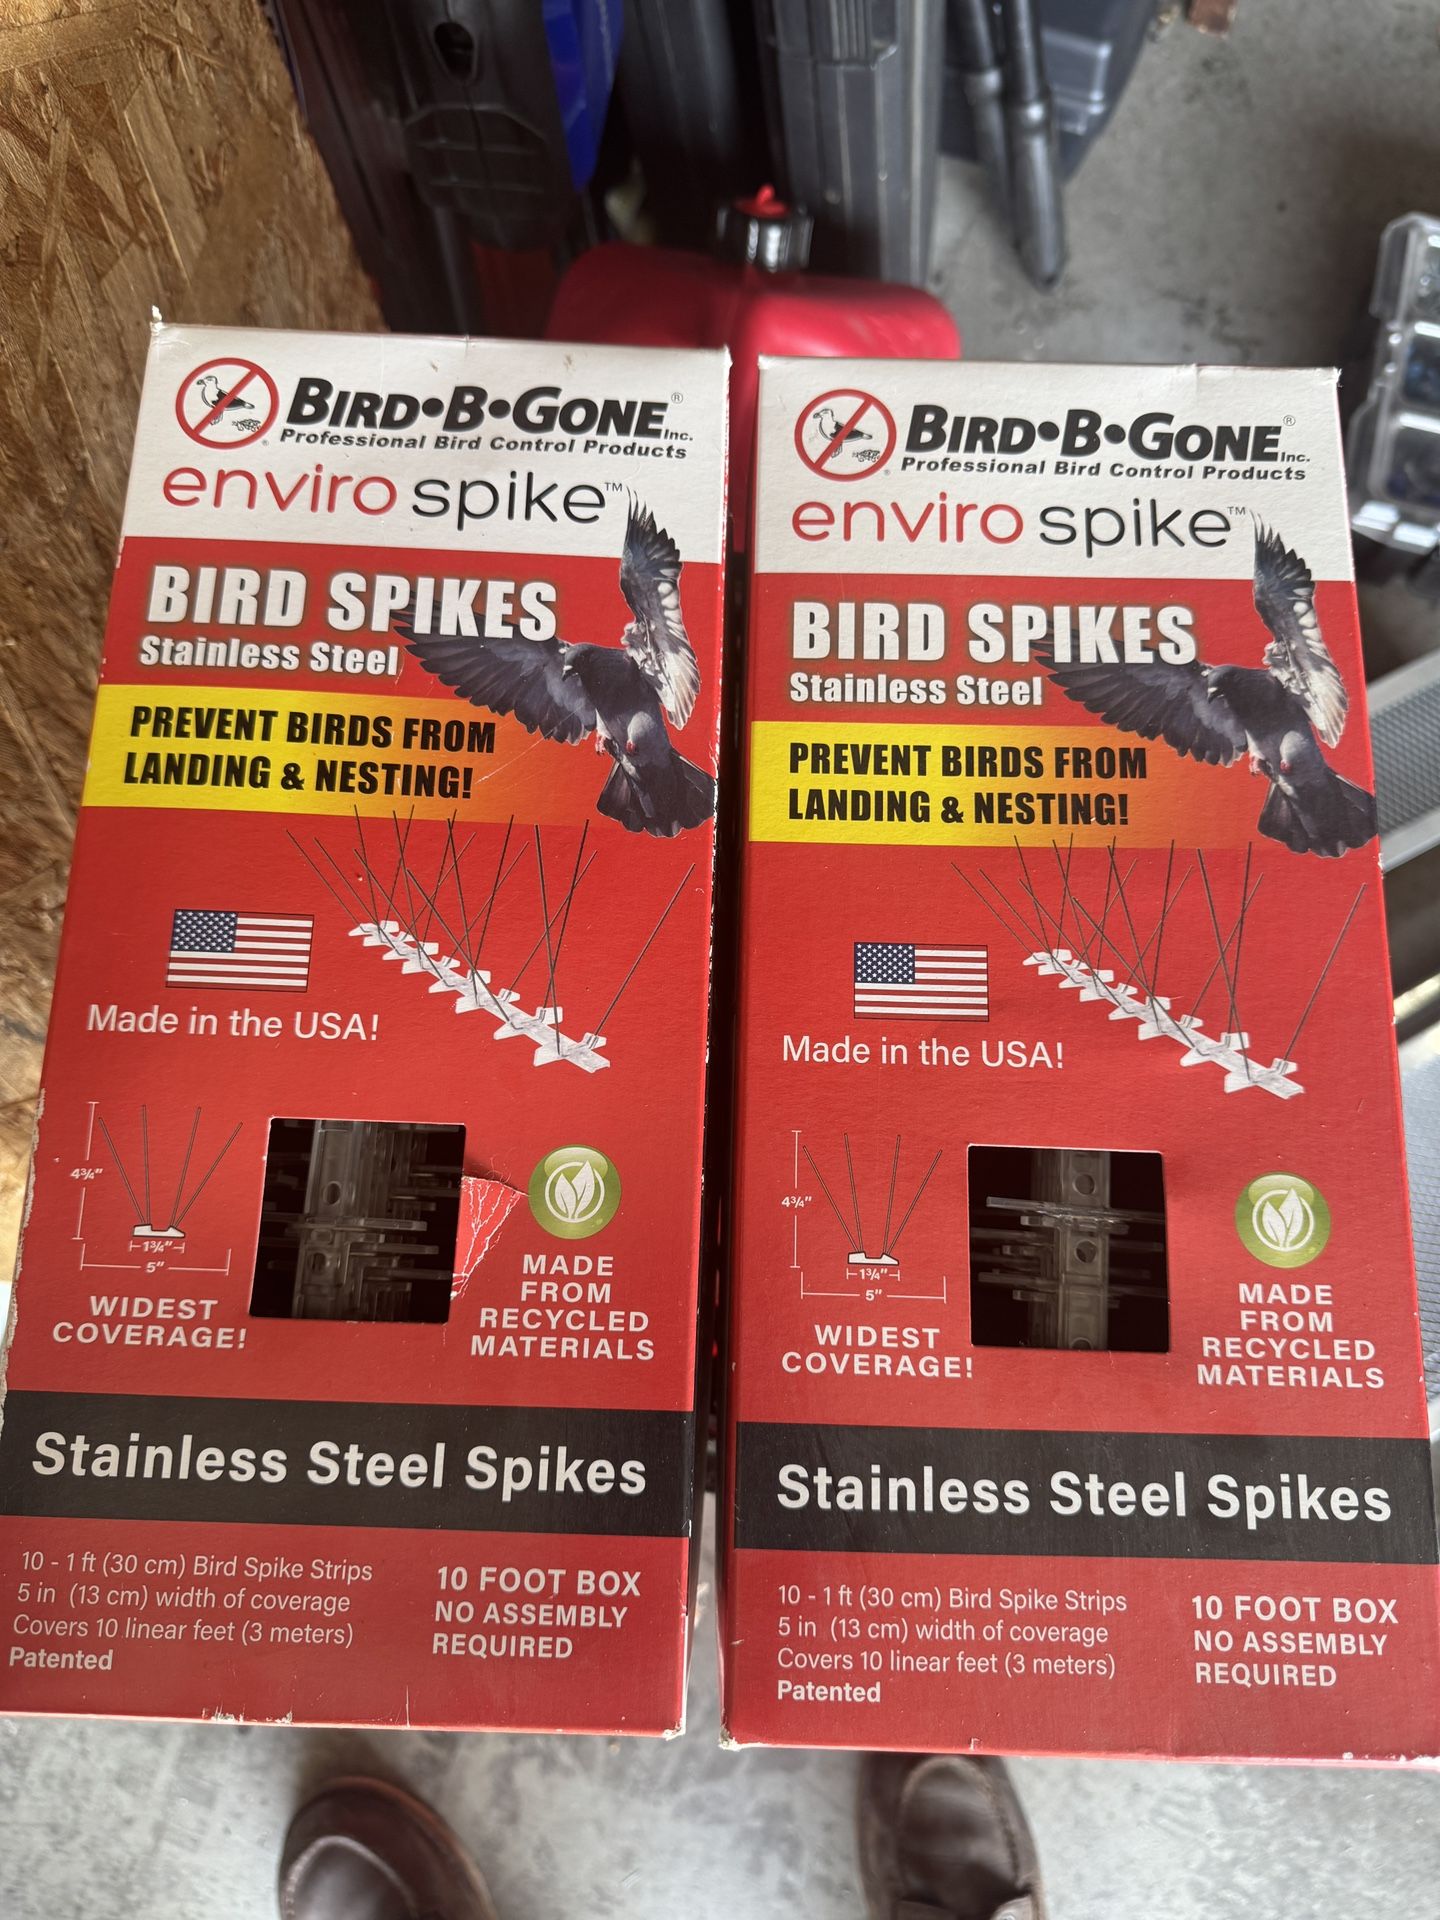 BIRD•B•GONE® Inc.
Professional Bird Control Products
enviro spike™
BIRD SPIKES
Stainless Steel
PREVENT BIRDS FROM
LANDING & NESTING!
Made in the USA!
4¾"
1¾"
5"
WIDEST
COVERAGE!
MADE
FROM
RECYCLED
MATERIALS
Stainless Steel Spikes
10 - 1 ft (30 cm) Bird Spike Strips
5 in (13 cm) width of coverage
Covers 10 linear feet (3 meters)
Patented
10 FOOT BOX
NO ASSEMBLY
REQUIRED
BIRD•B•GONE® Inc.
Professional Bird Control Products
enviro spike™
BIRD SPIKES
Stainless Steel
PREVENT BIRDS FROM
LANDING & NESTING!
Made in the USA!
4¾"
1¾"
5"
WIDEST
COVERAGE!
MADE
FROM
RECYCLED
MATERIALS
Stainless Steel Spikes
10 - 1 ft (30 cm) Bird Spike Strips
5 in (13 cm) width of coverage
Covers 10 linear feet (3 meters)
Patented
10 FOOT BOX
NO ASSEMBLY
REQUIRED